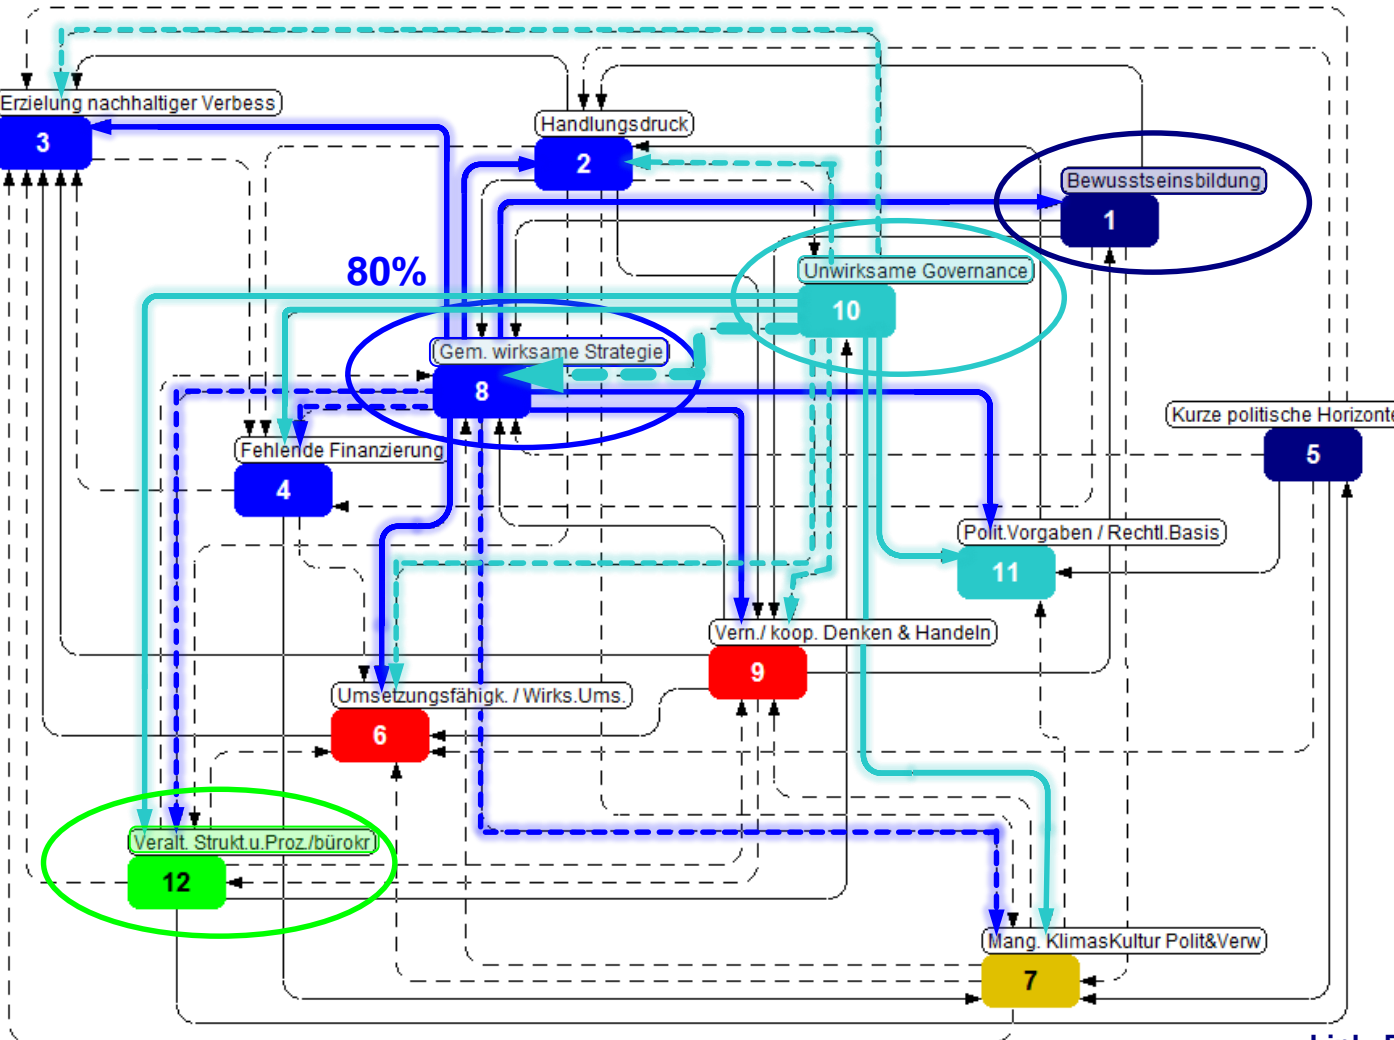 Erzielung nachhaltiger Verbess
3
Handlungsdruck
2
Bewusstseinsbildung
1
80%
Unwirksame Governance
10
Gem. wirksame Strategie
8
Kurze politische Horizonte
5
Fehlende Finanzierung
4
Polit.Vorgaben / Rechtl.Basis
11
Vern./ koop. Denken & Handeln
9
Umsetzungsfähigk. / Wirks.Ums.
6
Veralt. Strukt.u.Proz./bürokr
12
Mang. KlimasKultur Polit&Verw
7